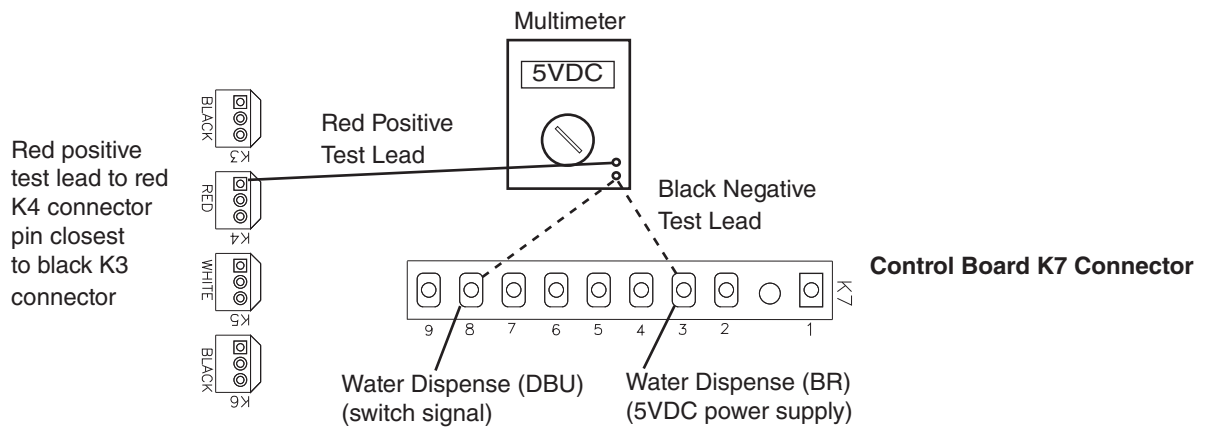 Multimeter
5VDC
Red Positive
Test Lead
Red positive
test lead to red
K4 connector
pin closest
to black K3
connector
BLACK
K3
RED
K4
WHITE
K5
BLACK
K6
Black Negative
Test Lead
Control Board K7 Connector
K7
9 8 7 6 5 4 3 2 1
Water Dispense (DBU)
(switch signal)
Water Dispense (BR)
(5VDC power supply)